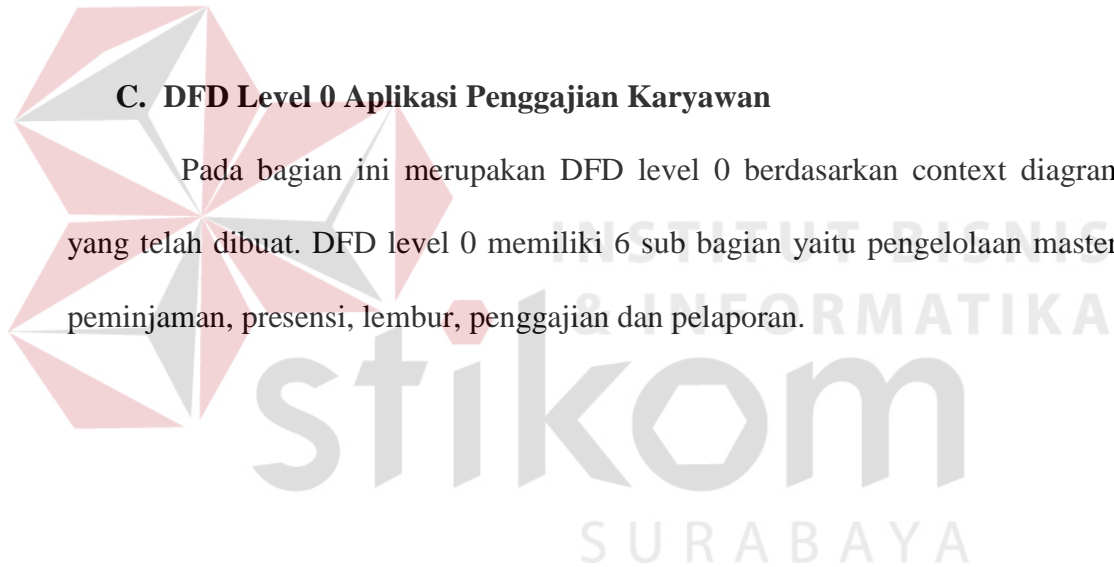 C. DFD Level 0 Aplikasi Penggajian Karyawan
Pada bagian ini merupakan DFD level 0 berdasarkan context diagram
yang telah dibuat. DFD level 0 memiliki 6 sub bagian yaitu pengelolaan master
peminjaman, presensi, lembur, penggajian dan pelaporan.
INSTITUT BISNIS
& INFORMATIKA
stikom
SURABAYA